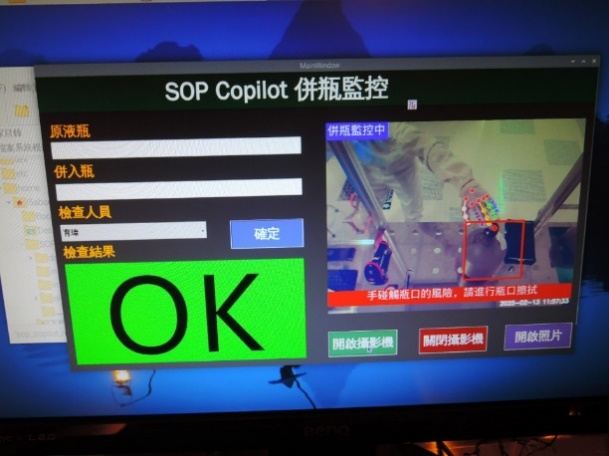 MainWindow
SOP Copilot 併瓶監控
原液瓶
併瓶監控中
併入瓶
檢查人員
確定
檢查結果
OK
手碰觸瓶口的風險，請進行瓶口擦拭
開啟攝影機
關閉攝影機
開啟照片
BENQ